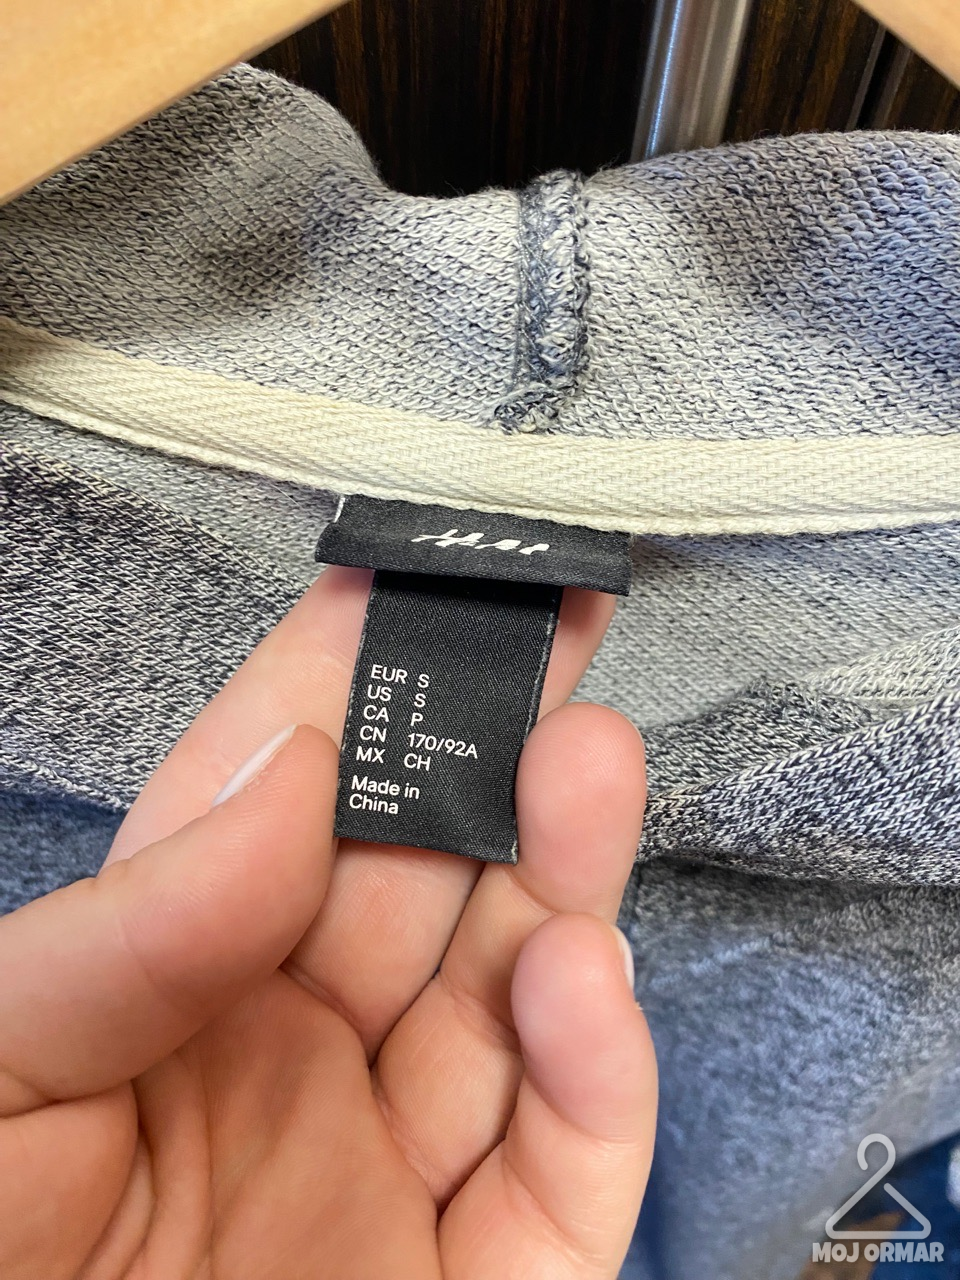 EUR S
US S
CA P
CN 170/92A
MX CH
Made in
China
MOJ ORMAR